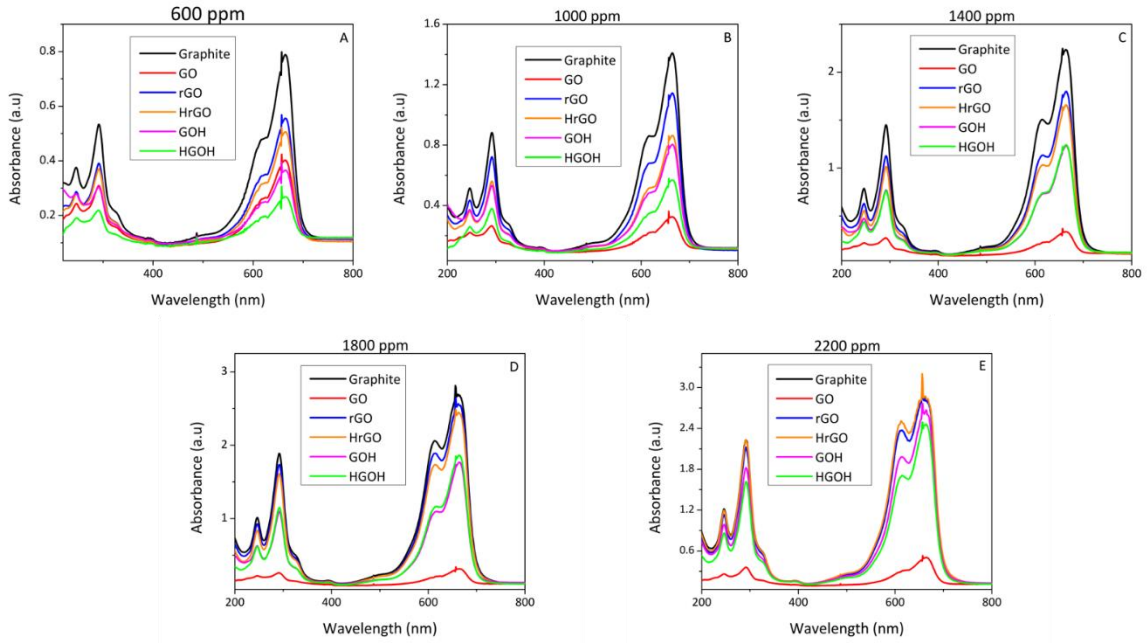 600 ppm
A
Graphite
GO
rGO
HrGO
GOH
HGOH
0.8
0.6
0.4
0.2
400
600
800
Absorbance (a.u)
Wavelength (nm)
1000 ppm
B
Graphite
GO
rGO
HrGO
GOH
HGOH
1.6
1.2
0.8
0.4
200
400
600
800
Absorbance (a.u)
Wavelength (nm)
1400 ppm
C
Graphite
GO
rGO
HrGO
GOH
HGOH
2
1
200
400
600
800
Absorbance (a.u)
Wavelength (nm)
1800 ppm
D
Graphite
GO
rGO
HrGO
GOH
HGOH
3
2
1
200
400
600
800
Absorbance (a.u)
Wavelength (nm)
2200 ppm
E
Graphite
GO
rGO
HrGO
GOH
HGOH
3.0
2.4
1.8
1.2
0.6
200
400
600
800
Absorbance (a.u)
Wavelength (nm)